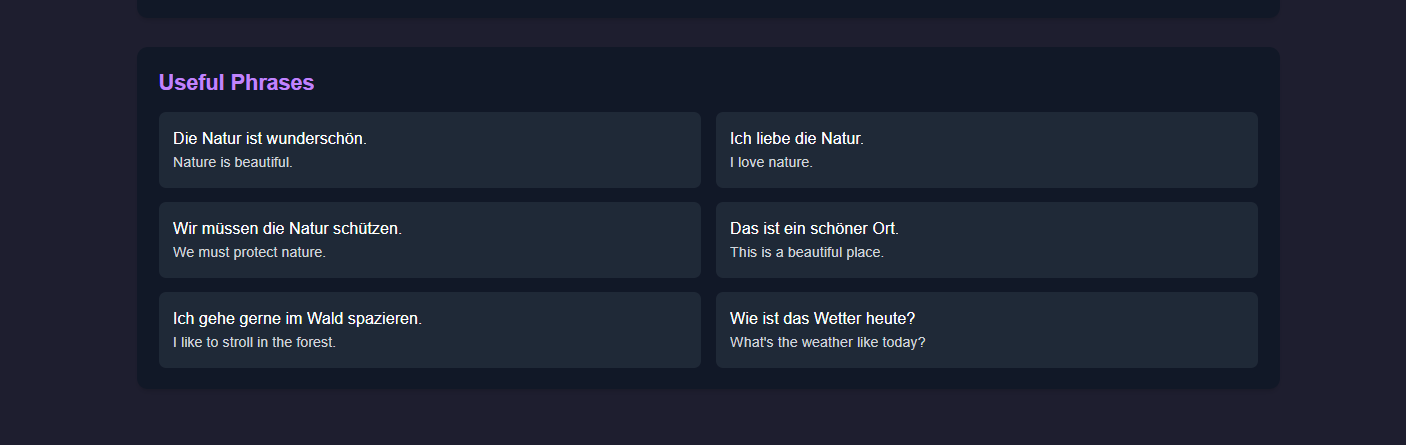 Useful Phrases
Die Natur ist wunderschön.
Nature is beautiful.
Ich liebe die Natur.
I love nature.
Wir müssen die Natur schützen.
We must protect nature.
Das ist ein schöner Ort.
This is a beautiful place.
Ich gehe gerne im Wald spazieren.
I like to stroll in the forest.
Wie ist das Wetter heute?
What's the weather like today?